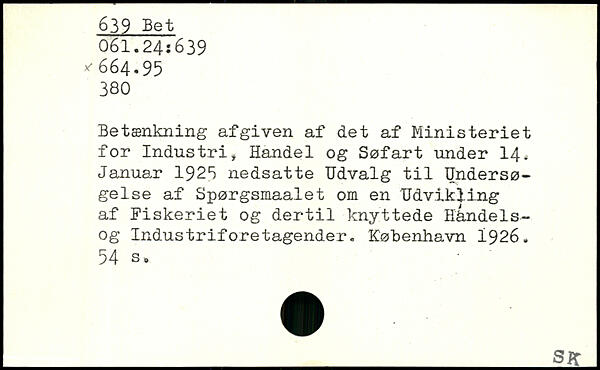 639 Bet
061.24:639
× 664.95
380
Betænkning afgiven af det af Ministeriet
for Industri, Handel og Søfart under 14.
Januar 1925 nedsatte Udvalg til Undersø-
gelse af Spørgsmaalet om en Udvikling
af Fiskeriet og dertil knyttede Handels-
og Industriforetagender. København 1926.
54 s.
SK